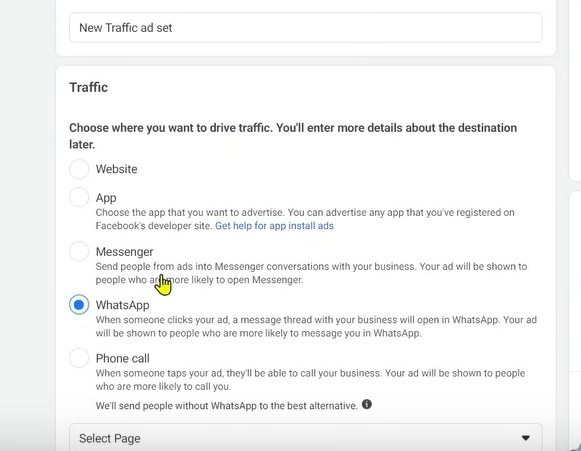 New Traffic ad set
Traffic
Choose where you want to drive traffic. You'll enter more details about the destination
later.
Website
App
Choose the app that you want to advertise. You can advertise any app that you've registered on
Facebook's developer site. Get help for app install ads
Messenger
Send people from ads into Messenger conversations with your business. Your ad will be shown to
people who are more likely to open Messenger.
WhatsApp
When someone clicks your ad, a message thread with your business will open in WhatsApp. Your ad
will be shown to people who are more likely to message you in WhatsApp.
Phone call
When someone taps your ad, they'll be able to call your business. Your ad will be shown to people
who are more likely to call you.
We'll send people without WhatsApp to the best alternative.
Select Page